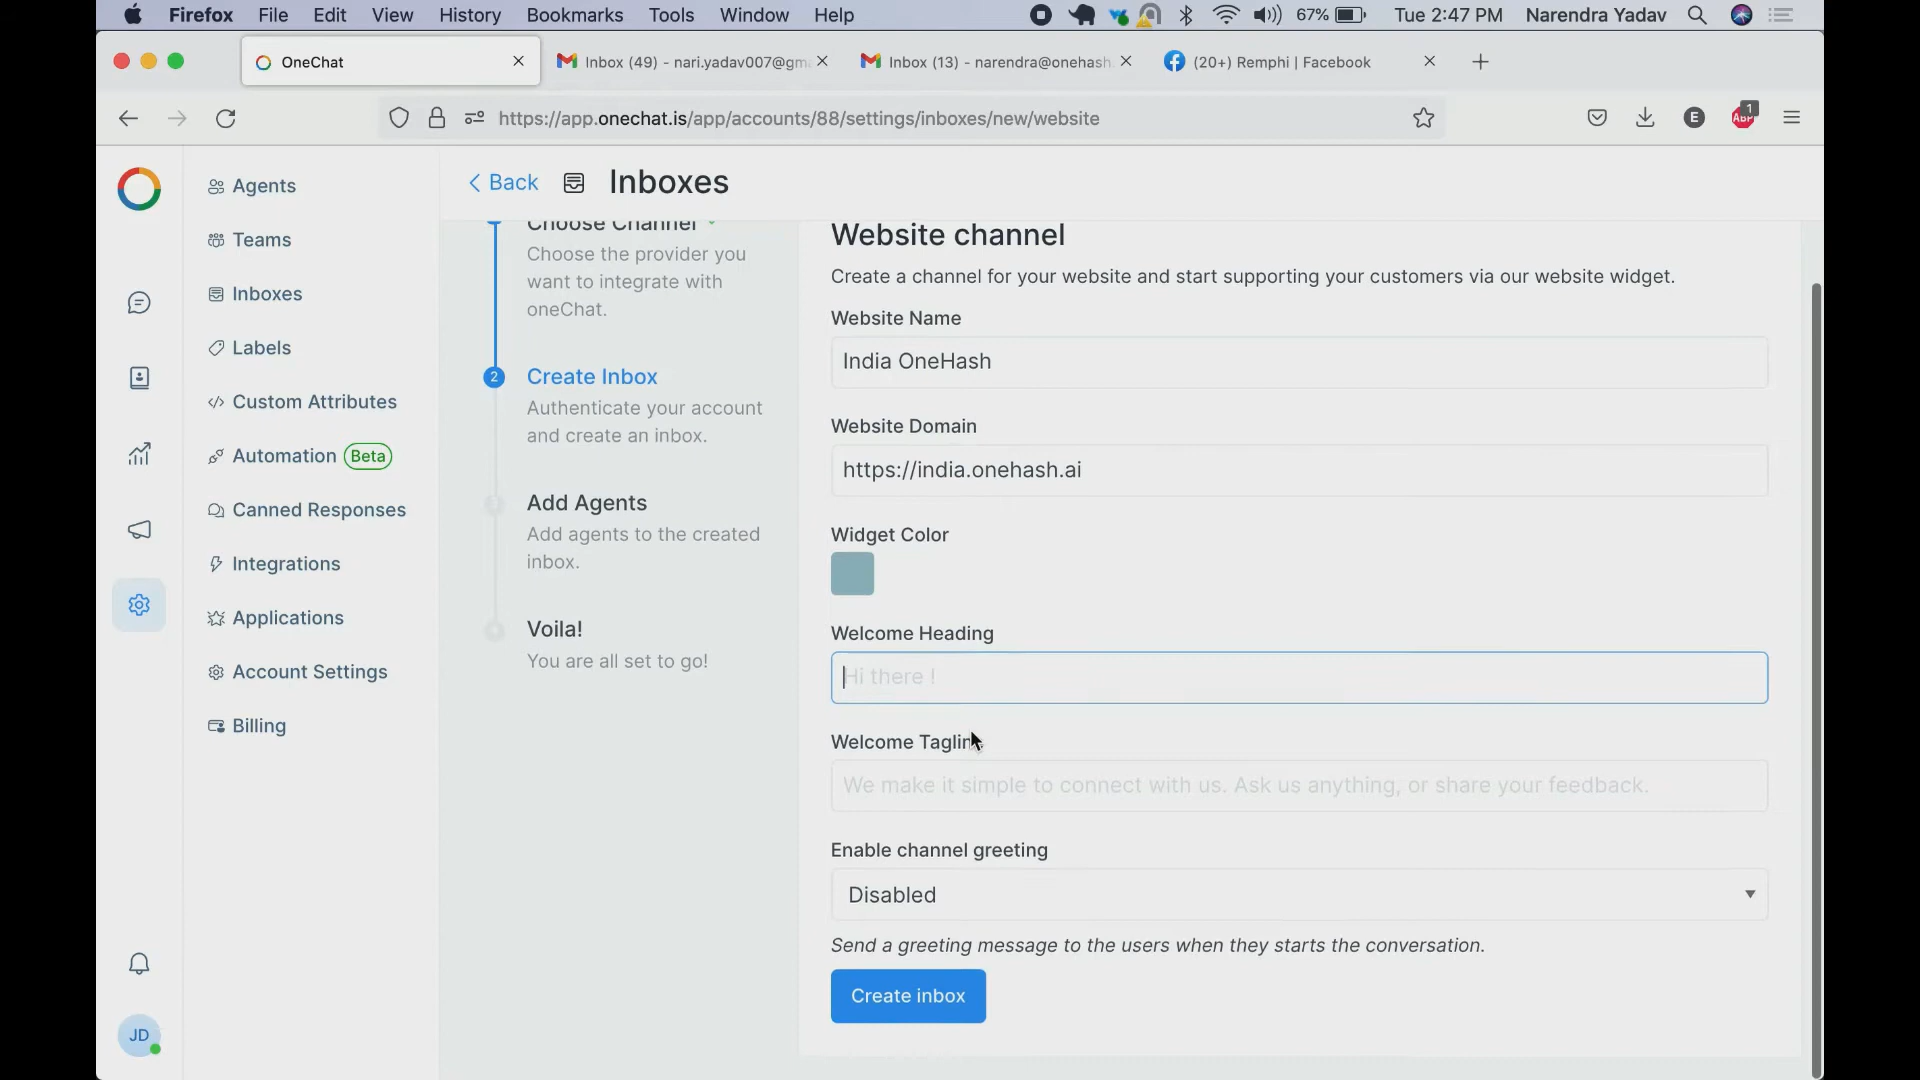 Firefox File Edit View History Bookmarks Tools Window Help 67% Tue 2:47 PM Narendra Yadav
OneChat
Inbox (49) - nari.yadav007@gm
Inbox (13) - narendra@onehash
(20+) Remphi | Facebook
https://app.onechat.is/app/accounts/88/settings/inboxes/new/website
E
ABP
1
Agents
Teams
Inboxes
Labels
Custom Attributes
Automation Beta
Canned Responses
Integrations
Applications
Account Settings
Billing
JD
Back
Inboxes
Choose Channel
Choose the provider you
want to integrate with
oneChat.
2
Create Inbox
Authenticate your account
and create an inbox.
Add Agents
Add agents to the created
inbox.
Voila!
You are all set to go!
Website channel
Create a channel for your website and start supporting your customers via our website widget.
Website Name
India OneHash
Website Domain
https://india.onehash.ai
Widget Color
Welcome Heading
Hi there !
Welcome Taglin
We make it simple to connect with us. Ask us anything, or share your feedback.
Enable channel greeting
Disabled
Send a greeting message to the users when they starts the conversation.
Create inbox